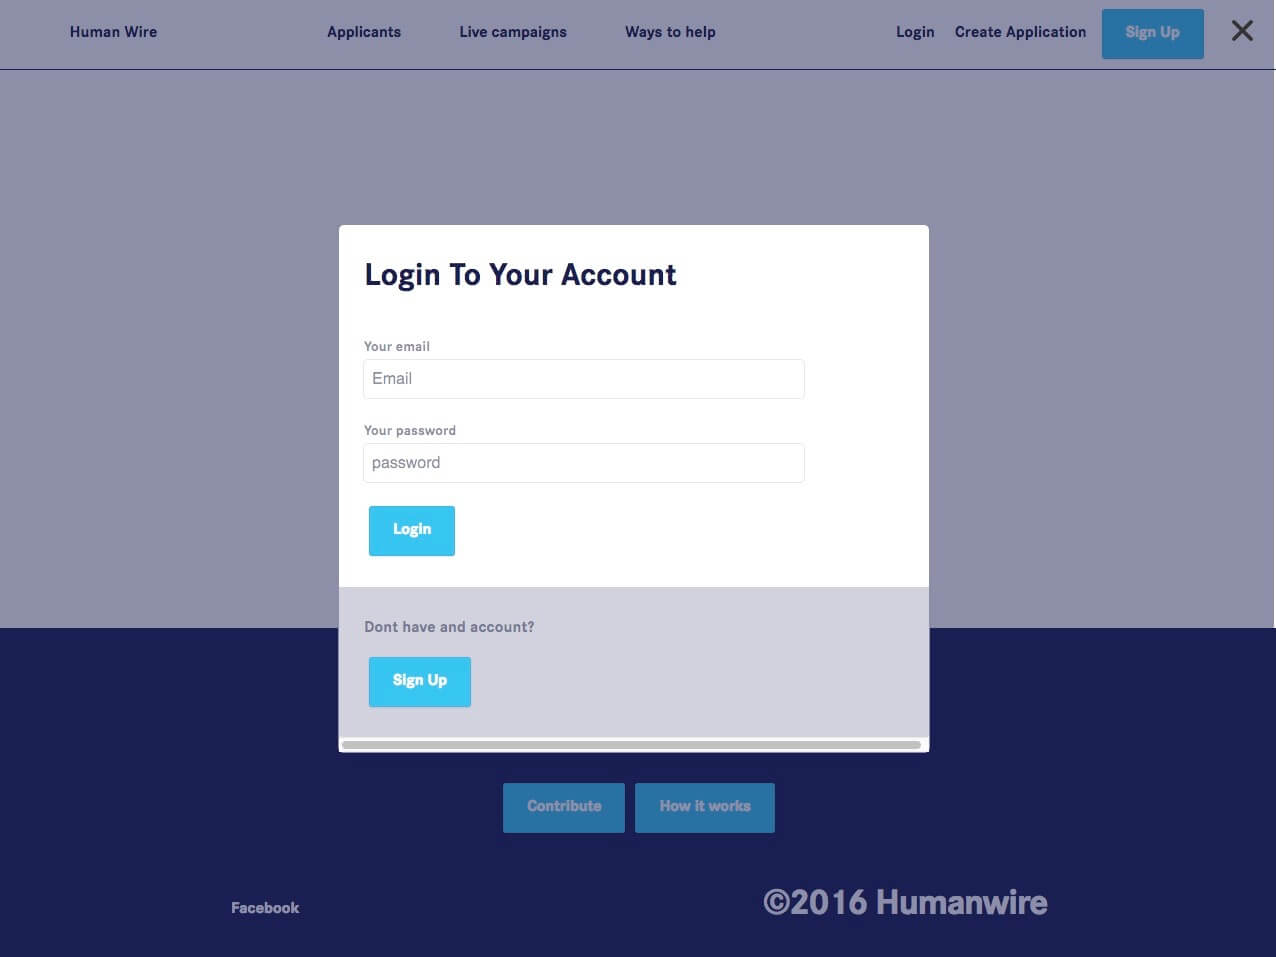 Human Wire Applicants Live campaigns Ways to help Login Create Application Sign Up
Login To Your Account
Your email
Email
Your password
password
Login
Dont have and account?
Sign Up
Contribute How it works
Facebook ©2016 Humanwire